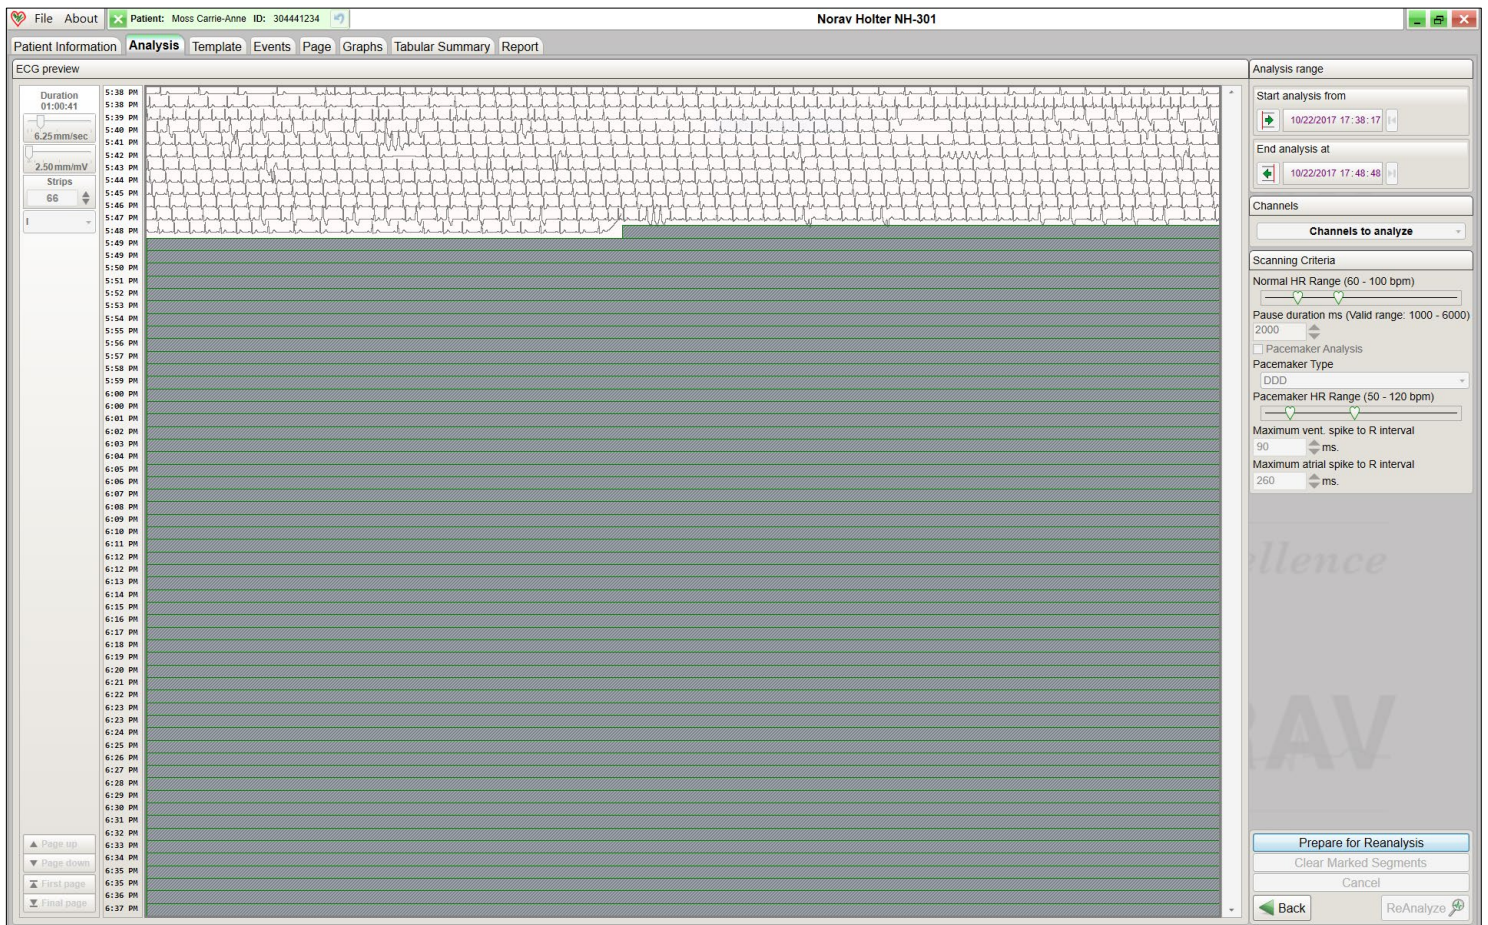 File About Patient: Moss Carrie-Anne ID: 304441234 Norav Holter NH-301
Patient Information Analysis Template Events Page Graphs Tabular Summary Report
ECG preview
Duration
01:00:41
6.25mm/sec
2.50mm/mV
Strips
66
I
Page up
Page down
First page
Final page
5:38 PM
5:38 PM
5:39 PM
5:40 PM
5:41 PM
5:42 PM
5:43 PM
5:44 PM
5:45 PM
5:46 PM
5:47 PM
5:48 PM
5:49 PM
5:49 PM
5:50 PM
5:51 PM
5:52 PM
5:53 PM
5:54 PM
5:55 PM
5:56 PM
5:57 PM
5:58 PM
5:59 PM
6:00 PM
6:00 PM
6:01 PM
6:02 PM
6:03 PM
6:04 PM
6:05 PM
6:06 PM
6:07 PM
6:08 PM
6:09 PM
6:10 PM
6:11 PM
6:12 PM
6:12 PM
6:13 PM
6:14 PM
6:15 PM
6:16 PM
6:17 PM
6:18 PM
6:19 PM
6:20 PM
6:21 PM
6:22 PM
6:23 PM
6:23 PM
6:24 PM
6:25 PM
6:26 PM
6:27 PM
6:28 PM
6:29 PM
6:30 PM
6:31 PM
6:32 PM
6:33 PM
6:34 PM
6:35 PM
6:35 PM
6:36 PM
6:37 PM
Analysis range
Start analysis from
10/22/2017 17:38:17
End analysis at
10/22/2017 17:48:48
Channels
Channels to analyze
Scanning Criteria
Normal HR Range (60 - 100 bpm)
Pause duration ms (Valid range: 1000 - 6000)
2000
Pacemaker Analysis
Pacemaker Type
DDD
Pacemaker HR Range (50 - 120 bpm)
Maximum vent. spike to R interval
90 ms.
Maximum atrial spike to R interval
260 ms.
ellence
RAV
Prepare for Reanalysis
Clear Marked Segments
Cancel
Back ReAnalyze